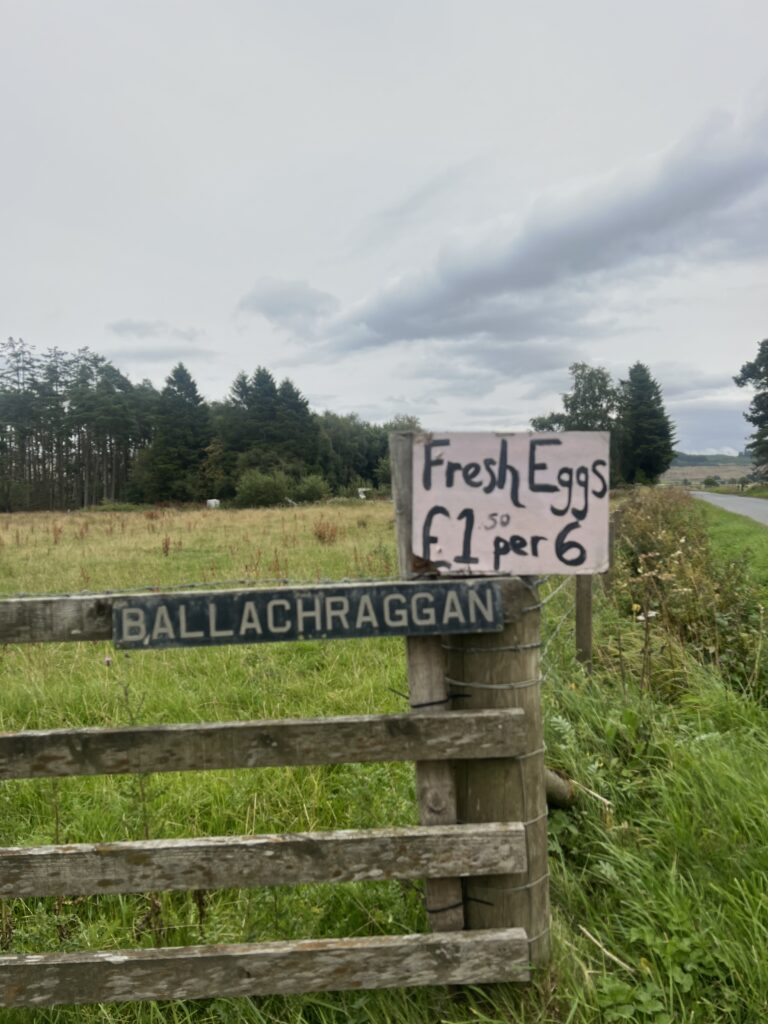 Fresh Eggs
£1.50 per 6
BALLACHRAGGAN